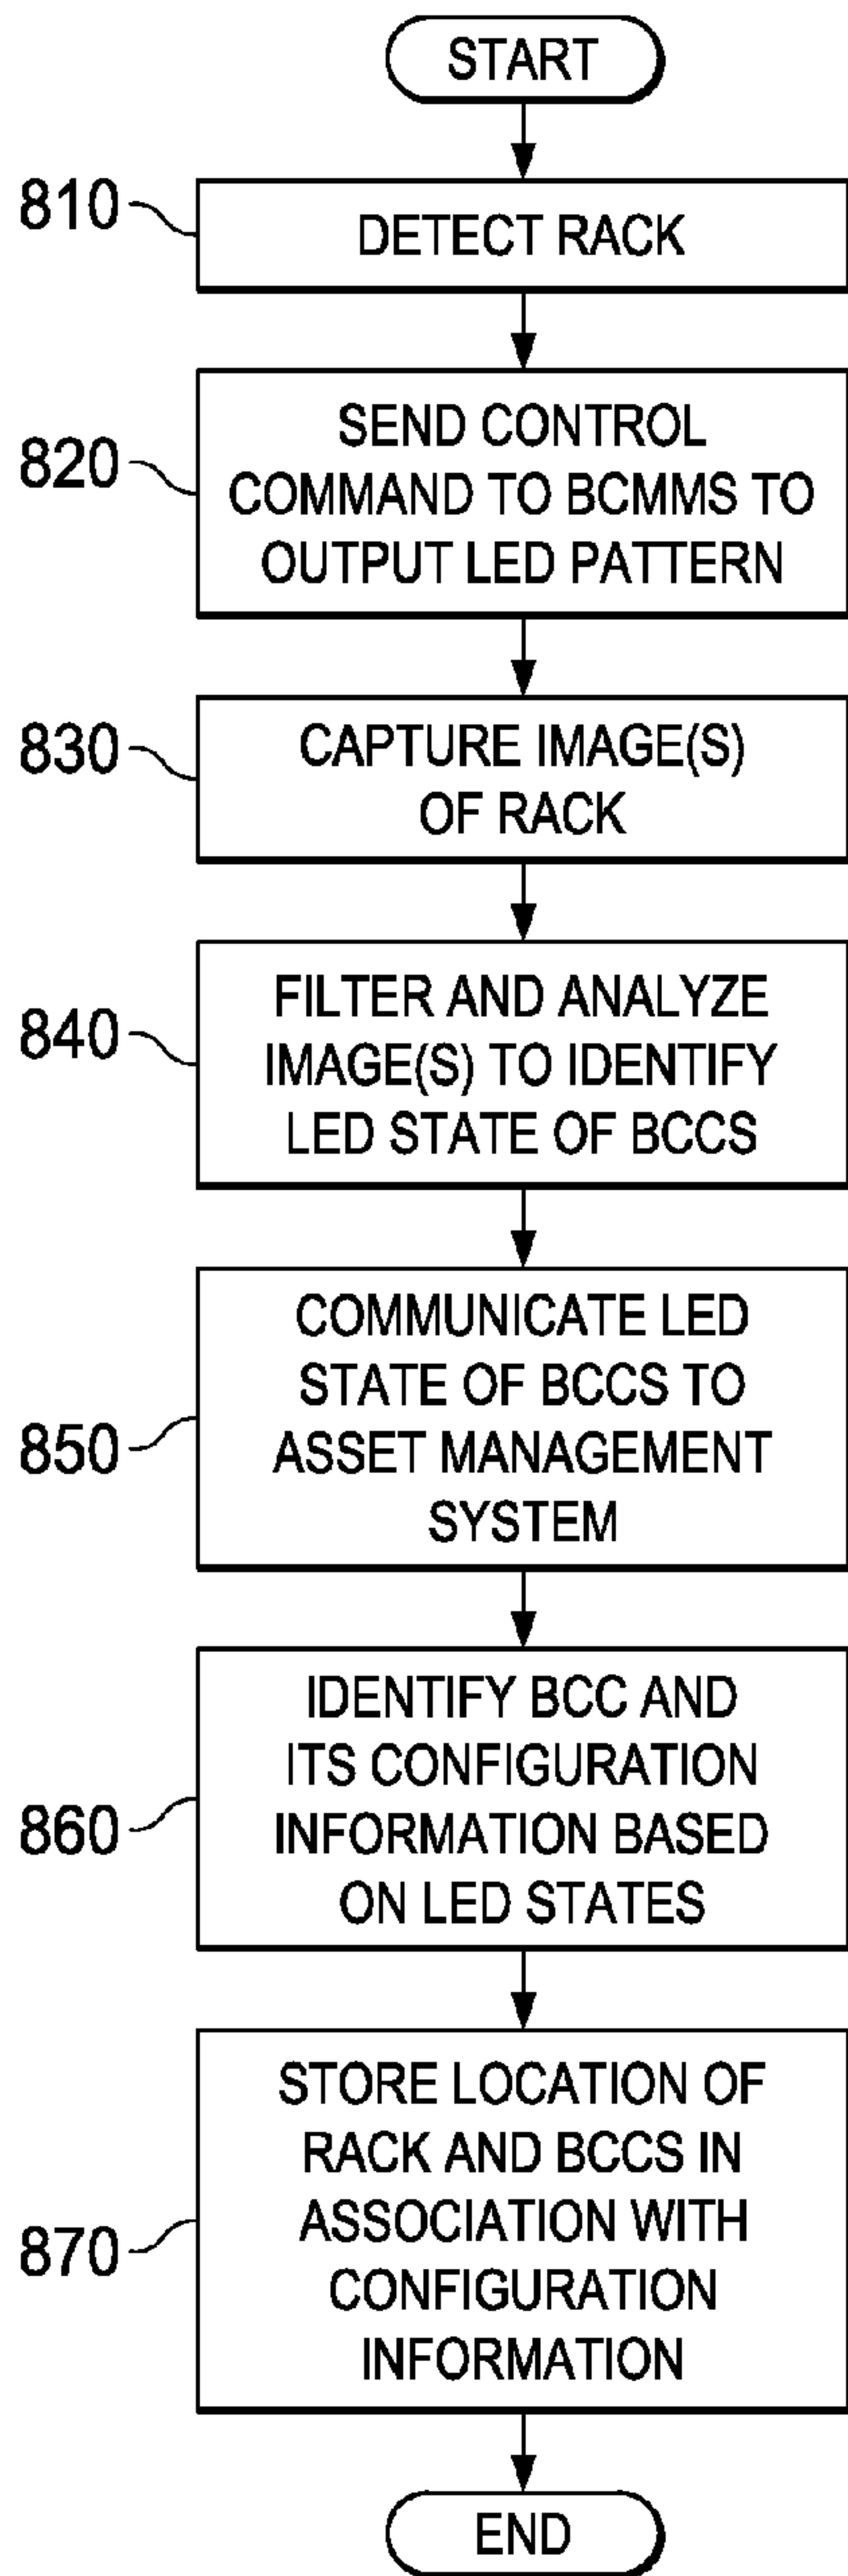 START
810
DETECT RACK
820
SEND CONTROL
COMMAND TO BCMMS TO
OUTPUT LED PATTERN
830
CAPTURE IMAGE(S)
OF RACK
840
FILTER AND ANALYZE
IMAGE(S) TO IDENTIFY
LED STATE OF BCCS
850
COMMUNICATE LED
STATE OF BCCS TO
ASSET MANAGEMENT
SYSTEM
860
IDENTIFY BCC AND
ITS CONFIGURATION
INFORMATION BASED
ON LED STATES
870
STORE LOCATION OF
RACK AND BCCS IN
ASSOCIATION WITH
CONFIGURATION
INFORMATION
END